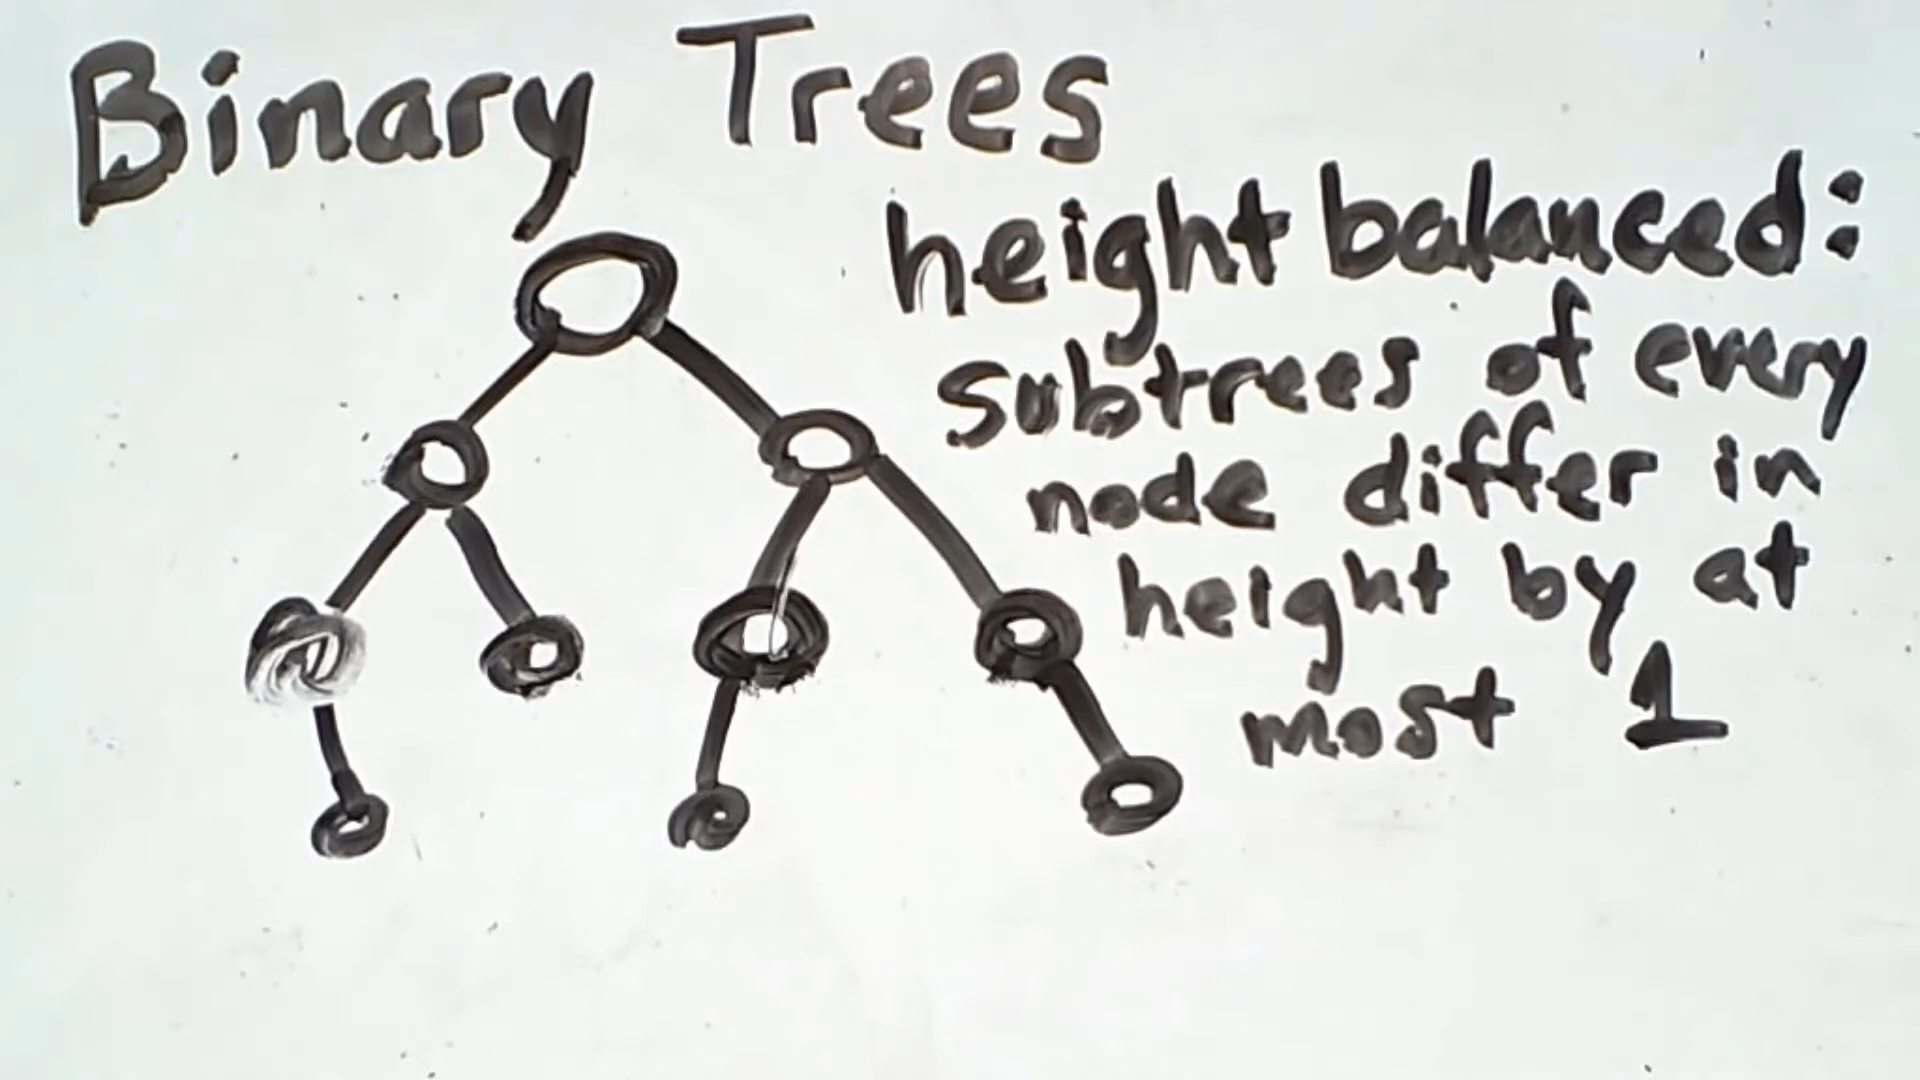 Binary Trees
height balanced:
subtrees of every
node differ in
height by at
most 1